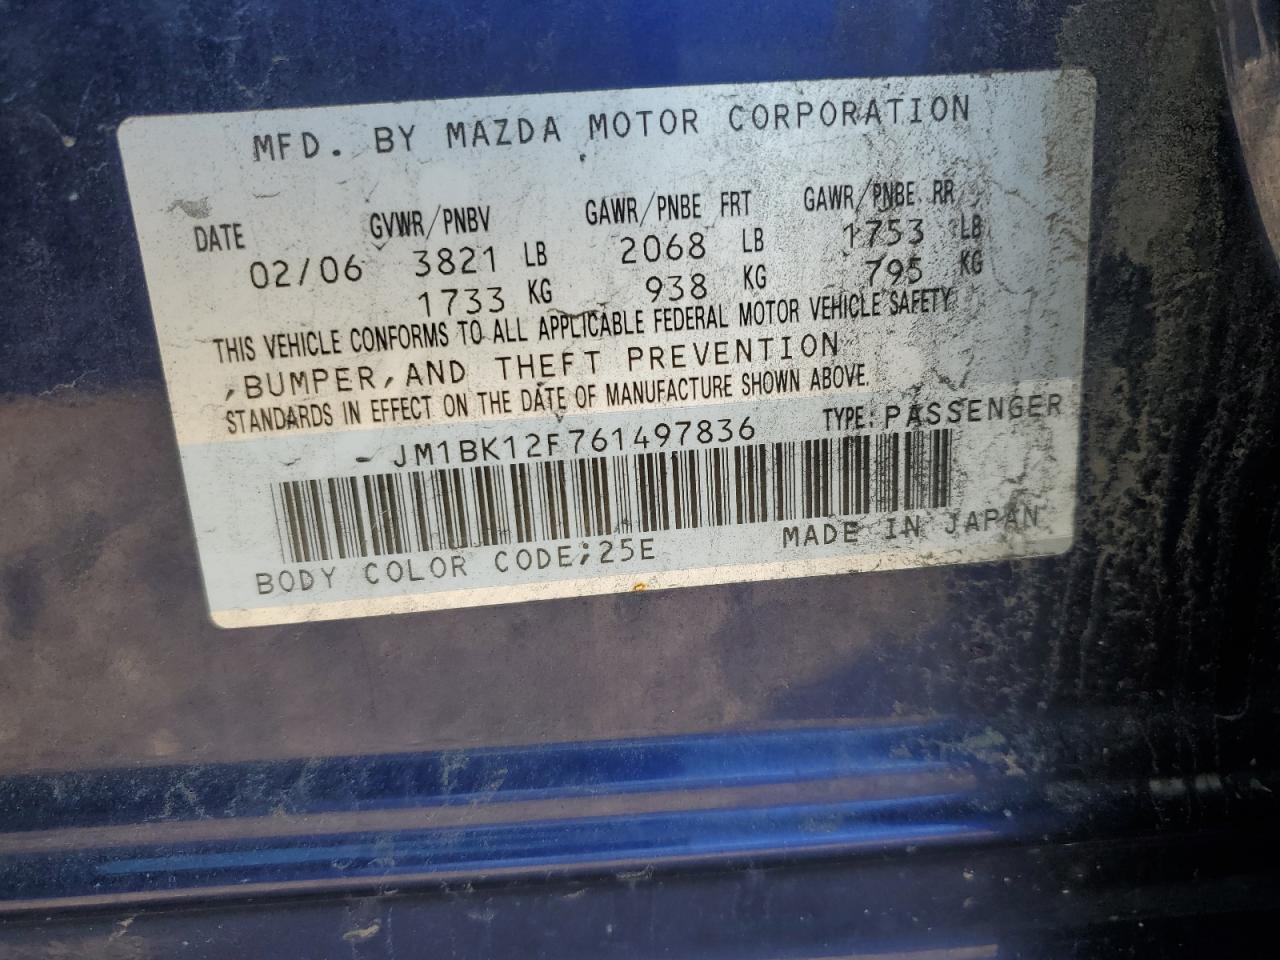 MFD. BY MAZDA MOTOR CORPORATION
DATE GVWR/PNBV GAWR/PNBE FRT GAWR/PNBE RR
02/06 3821 LB 2068 LB 1753 LB
1733 KG 938 KG 795 KG
THIS VEHICLE CONFORMS TO ALL APPLICABLE FEDERAL MOTOR VEHICLE SAFETY
,BUMPER,AND THEFT PREVENTION
STANDARDS IN EFFECT ON THE DATE OF MANUFACTURE SHOWN ABOVE.
JM1BK12F761497836 TYPE: PASSENGER
BODY COLOR CODE;25E MADE IN JAPAN